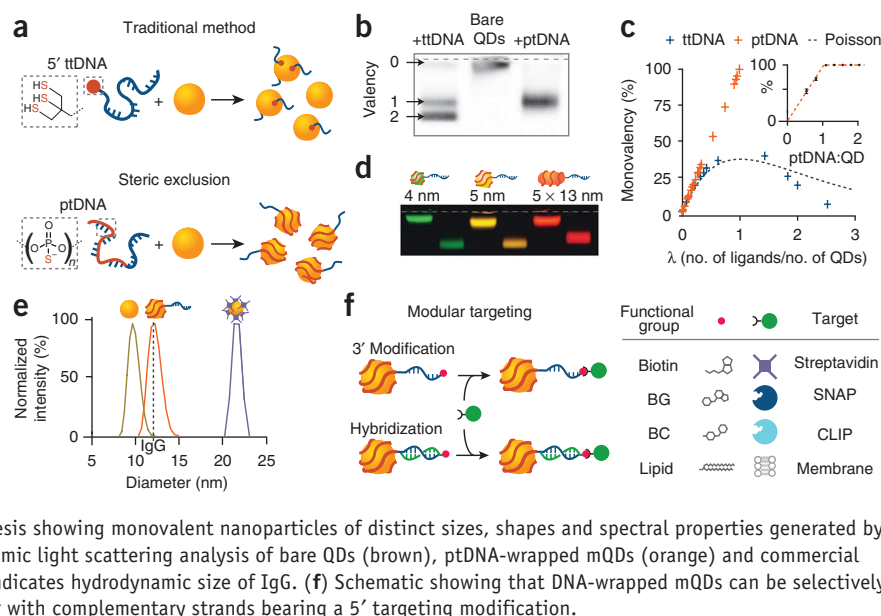 a
Traditional method
5′ ttDNA
HS
HS
HS
+
Steric exclusion
ptDNA
O
(O P O)n
S
+
b
+ttDNA
Bare
QDs
+ptDNA
Valency
0
1
2
c
+ ttDNA + ptDNA ---- Poisson
Monovalency (%)
100
75
50
25
0
0 1 2 3
λ (no. of ligands/no. of QDs)
100
%
0
0 1 2
ptDNA:QD
d
4 nm 5 nm 5 × 13 nm
e
Normalized
intensity (%)
100
50
0
IgG
5 10 15 20 25
Diameter (nm)
f
Modular targeting
3′ Modification
Hybridization
Functional
group
Target
Biotin Streptavidin
BG SNAP
BC CLIP
Lipid Membrane
esis showing monovalent nanoparticles of distinct sizes, shapes and spectral properties generated by
mic light scattering analysis of bare QDs (brown), ptDNA-wrapped mQDs (orange) and commercial
ndicates hydrodynamic size of IgG. (f) Schematic showing that DNA-wrapped mQDs can be selectively
r with complementary strands bearing a 5′ targeting modification.